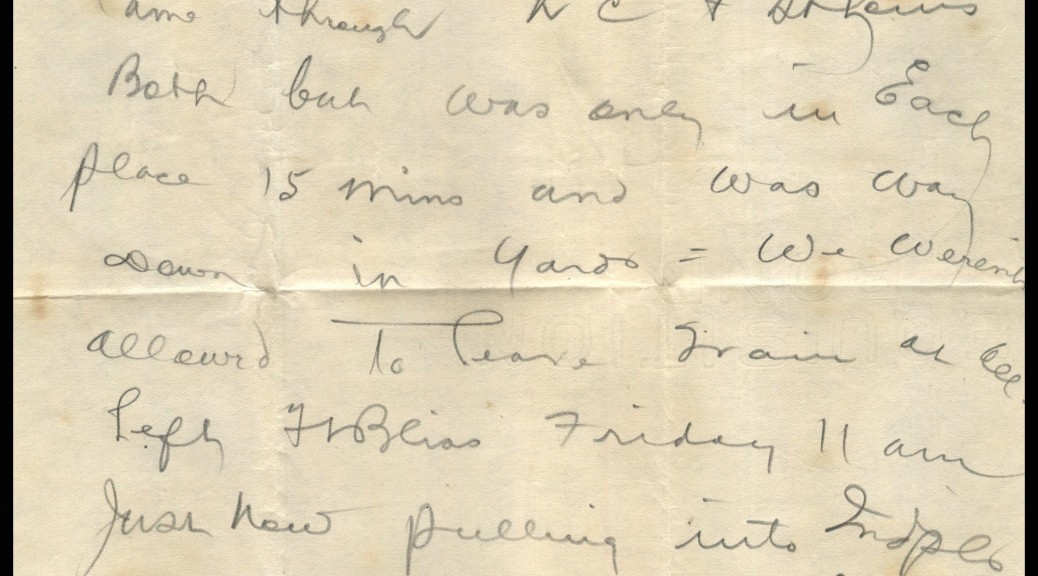 ame through K C & St Louis
Both but was only in Each
place 15 mins and was way
Down in Yards = We weren't
allowed To leave Train at all
Left Ft Bliss Friday 11 am
Just now pulling into Indpls